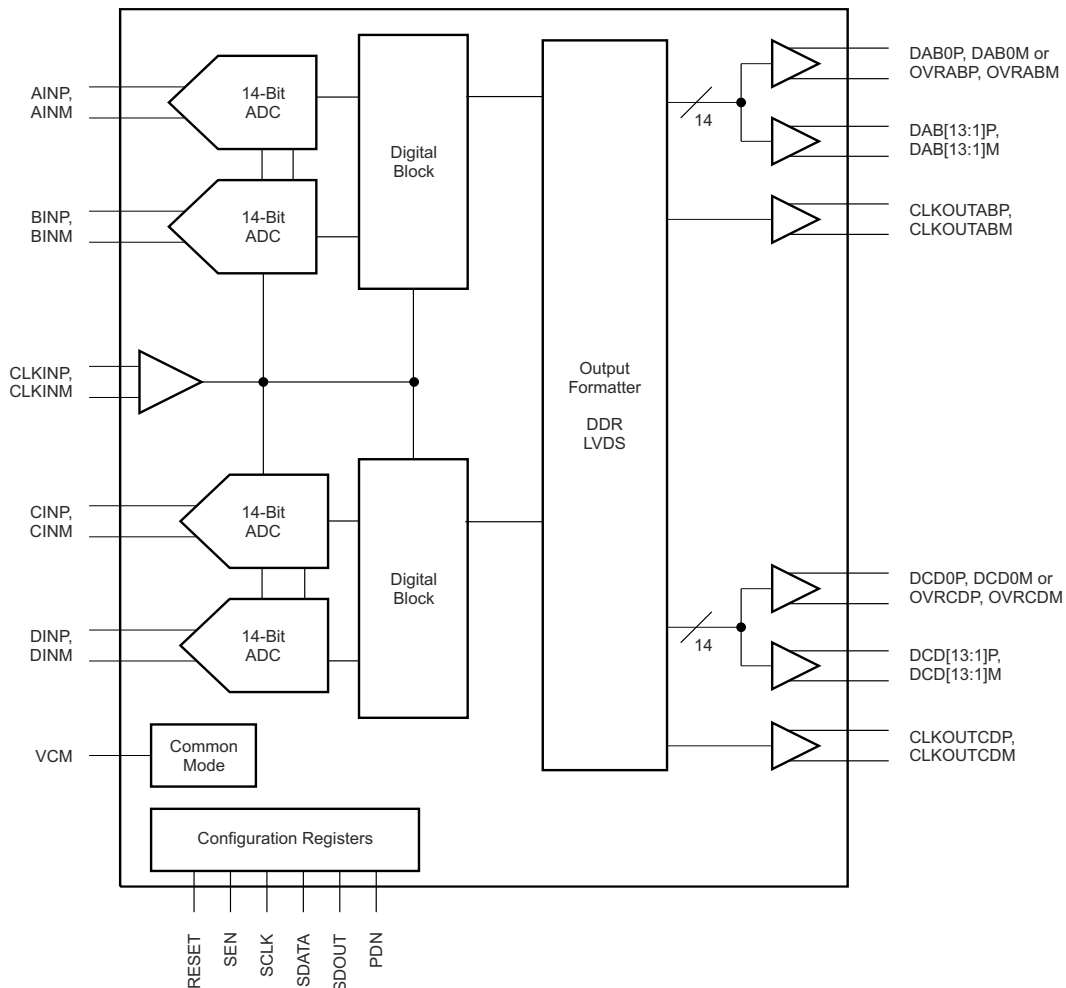 AINP,
AINM
14-Bit
ADC
BINP,
BINM
14-Bit
ADC
Digital
Block
CLKINP,
CLKINM
CINP,
CINM
14-Bit
ADC
DINP,
DINM
14-Bit
ADC
Digital
Block
Output
Formatter
DDR
LVDS
14
DAB0P, DAB0M or
OVRABP, OVRABM
DAB[13:1]P,
DAB[13:1]M
CLKOUTABP,
CLKOUTABM
14
DCD0P, DCD0M or
OVRCDP, OVRCDM
DCD[13:1]P,
DCD[13:1]M
CLKOUTCDP,
CLKOUTCDM
VCM
Common
Mode
Configuration Registers
RESET
SEN
SCLK
SDATA
SDOUT
PDN